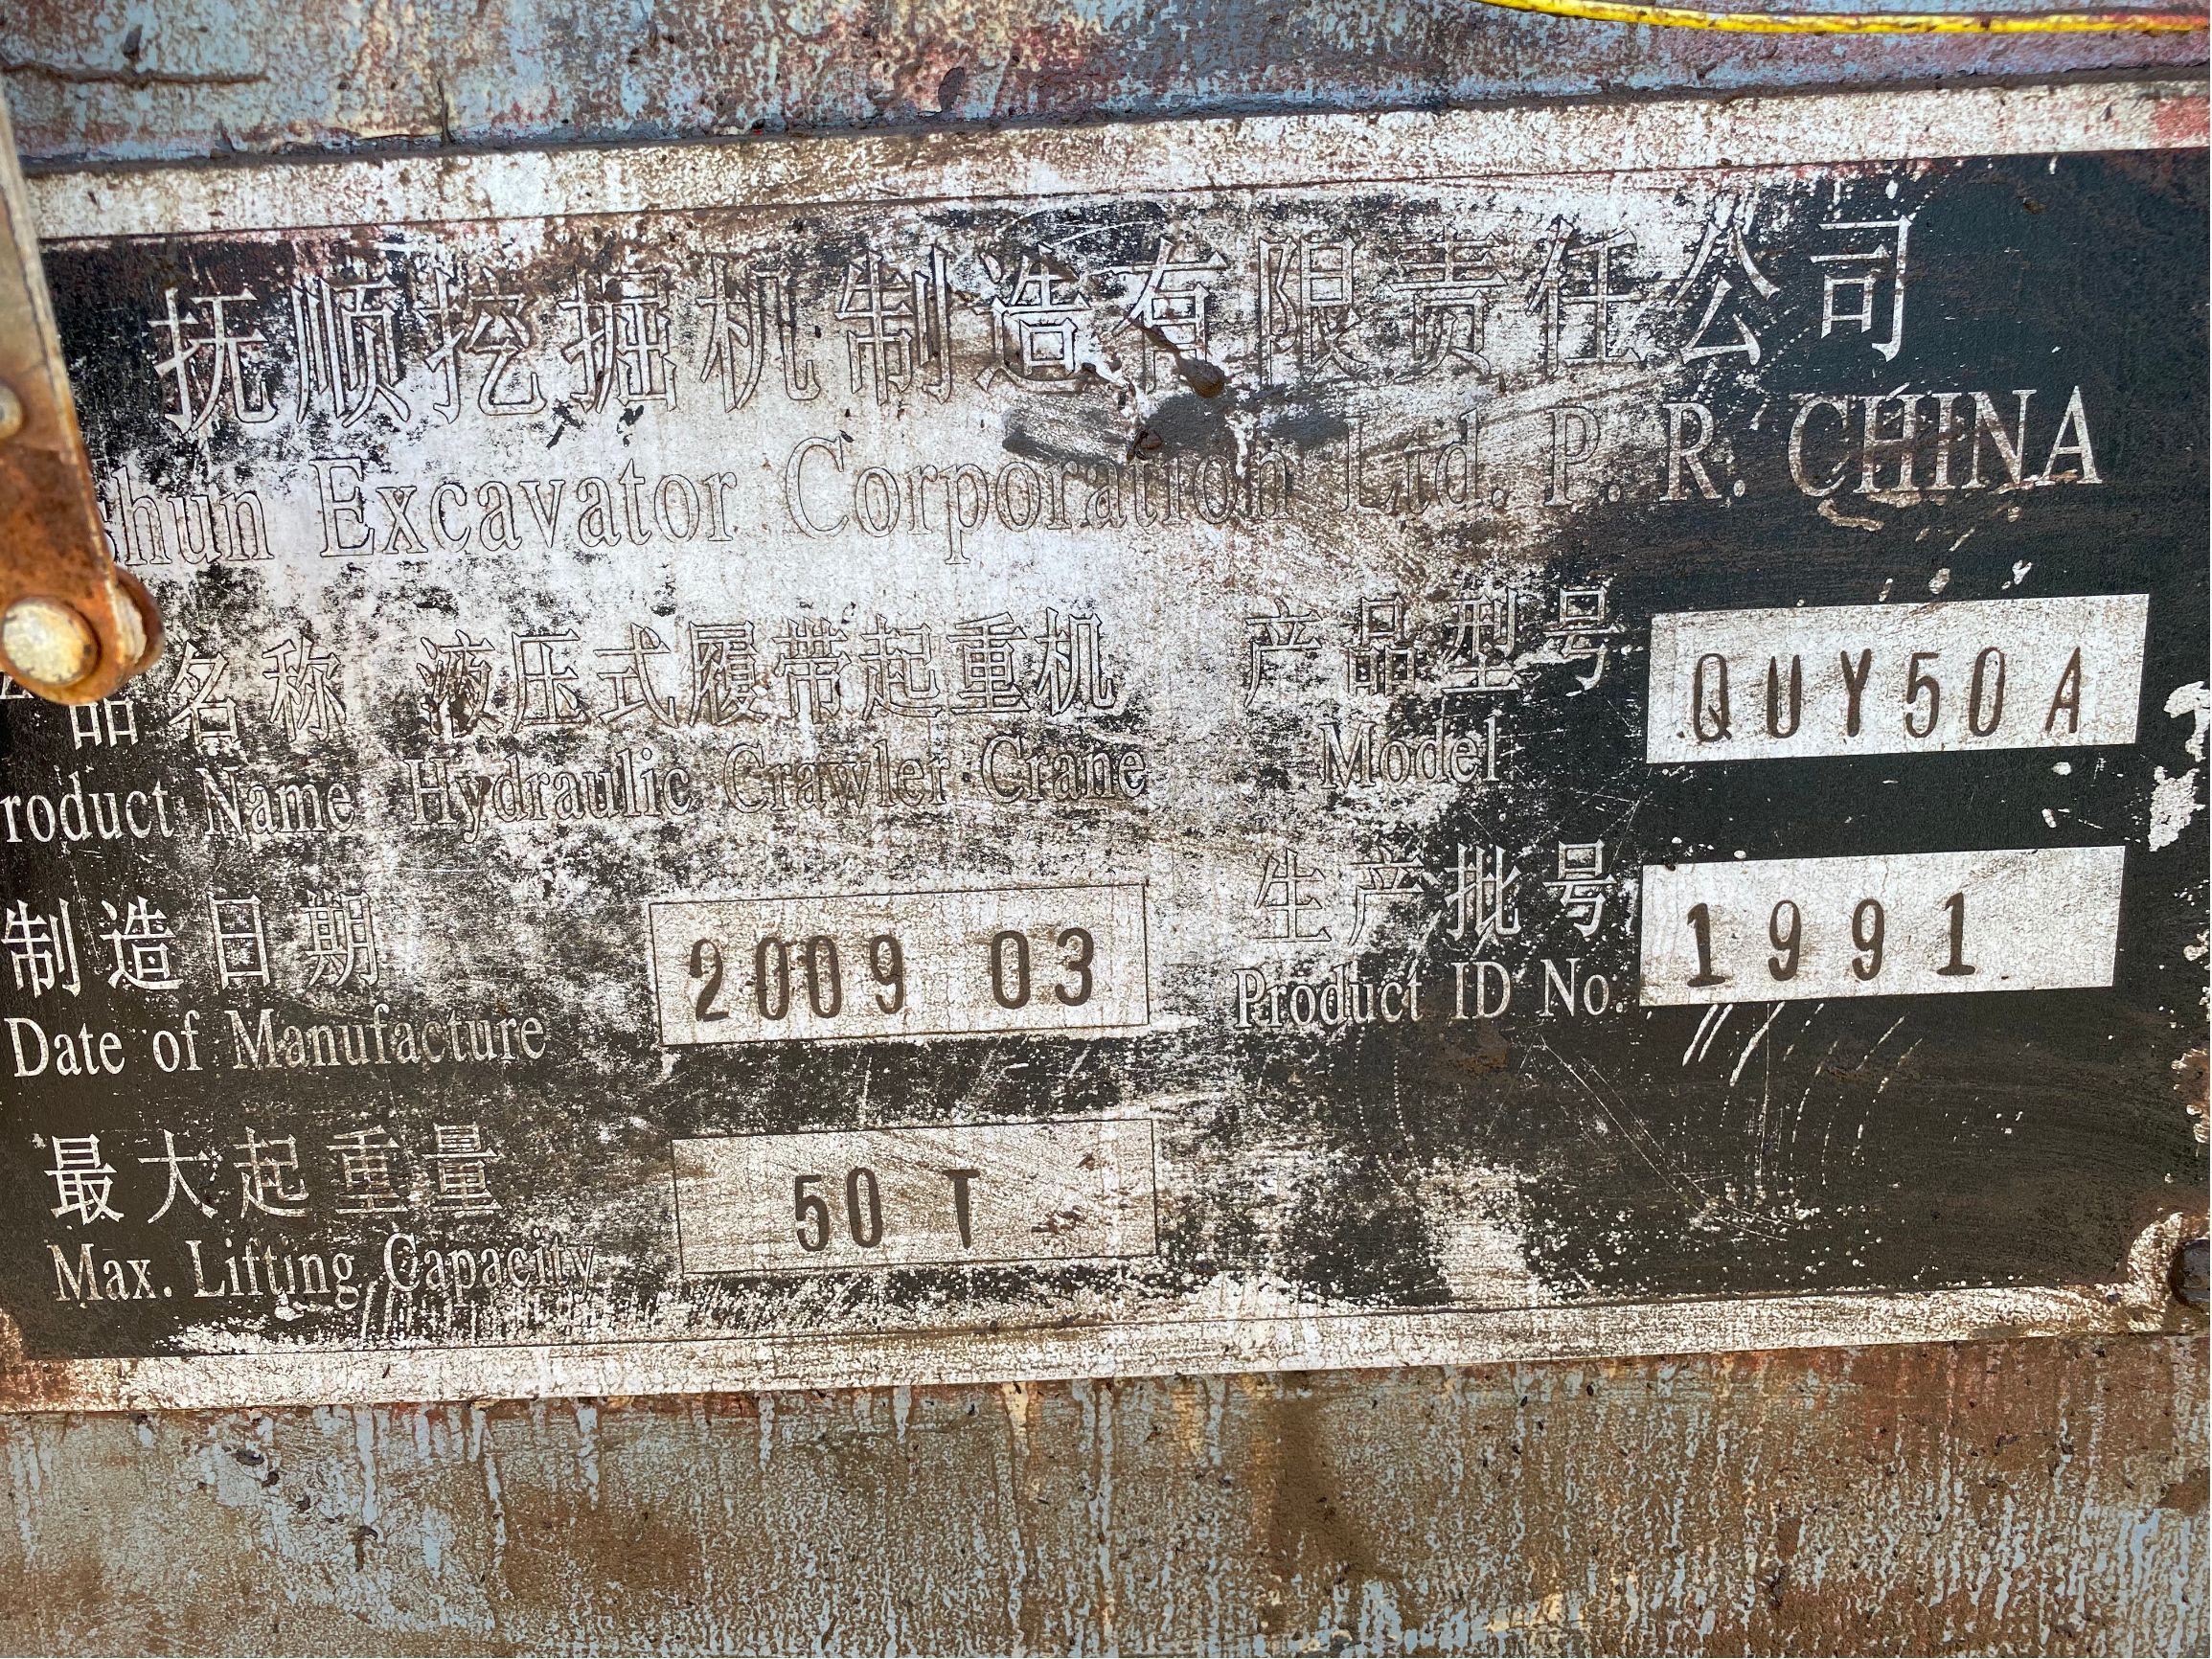 抚顺挖掘机制造有限责任公司
shun Excavator Corporation Ltd. P. R. CHINA
产品名称 液压式履带起重机 产品型号 QUY50A
roduct Name Hydraulic Crawler Crane Model
制造日期 2009 03 生产批号 1991
Date of Manufacture Product ID No.
最大起重量 50 T
Max. Lifting Capacity